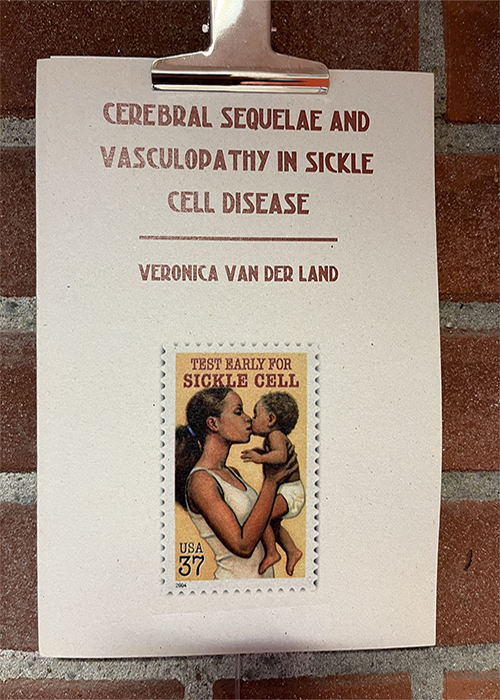 CEREBRAL SEQUELAE AND
VASCULOPATHY IN SICKLE
CELL DISEASE
VERONICA VAN DER LAND
TEST EARLY FOR
SICKLE CELL
USA
37
2004